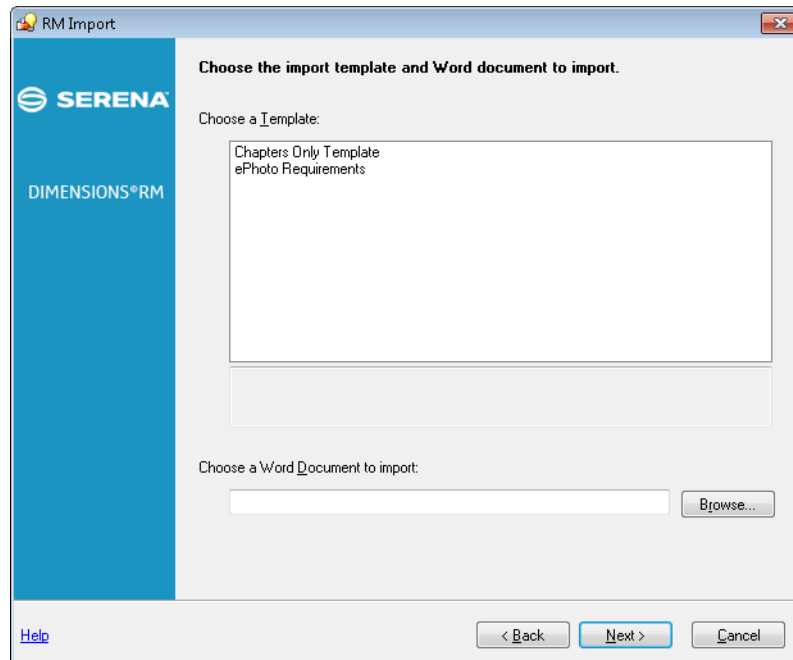 RM Import
SERENA
DIMENSIONS®RM
Choose the import template and Word document to import.
Choose a Template:
Chapters Only Template
ePhoto Requirements
Choose a Word Document to import:
Browse...
Help
< Back
Next >
Cancel